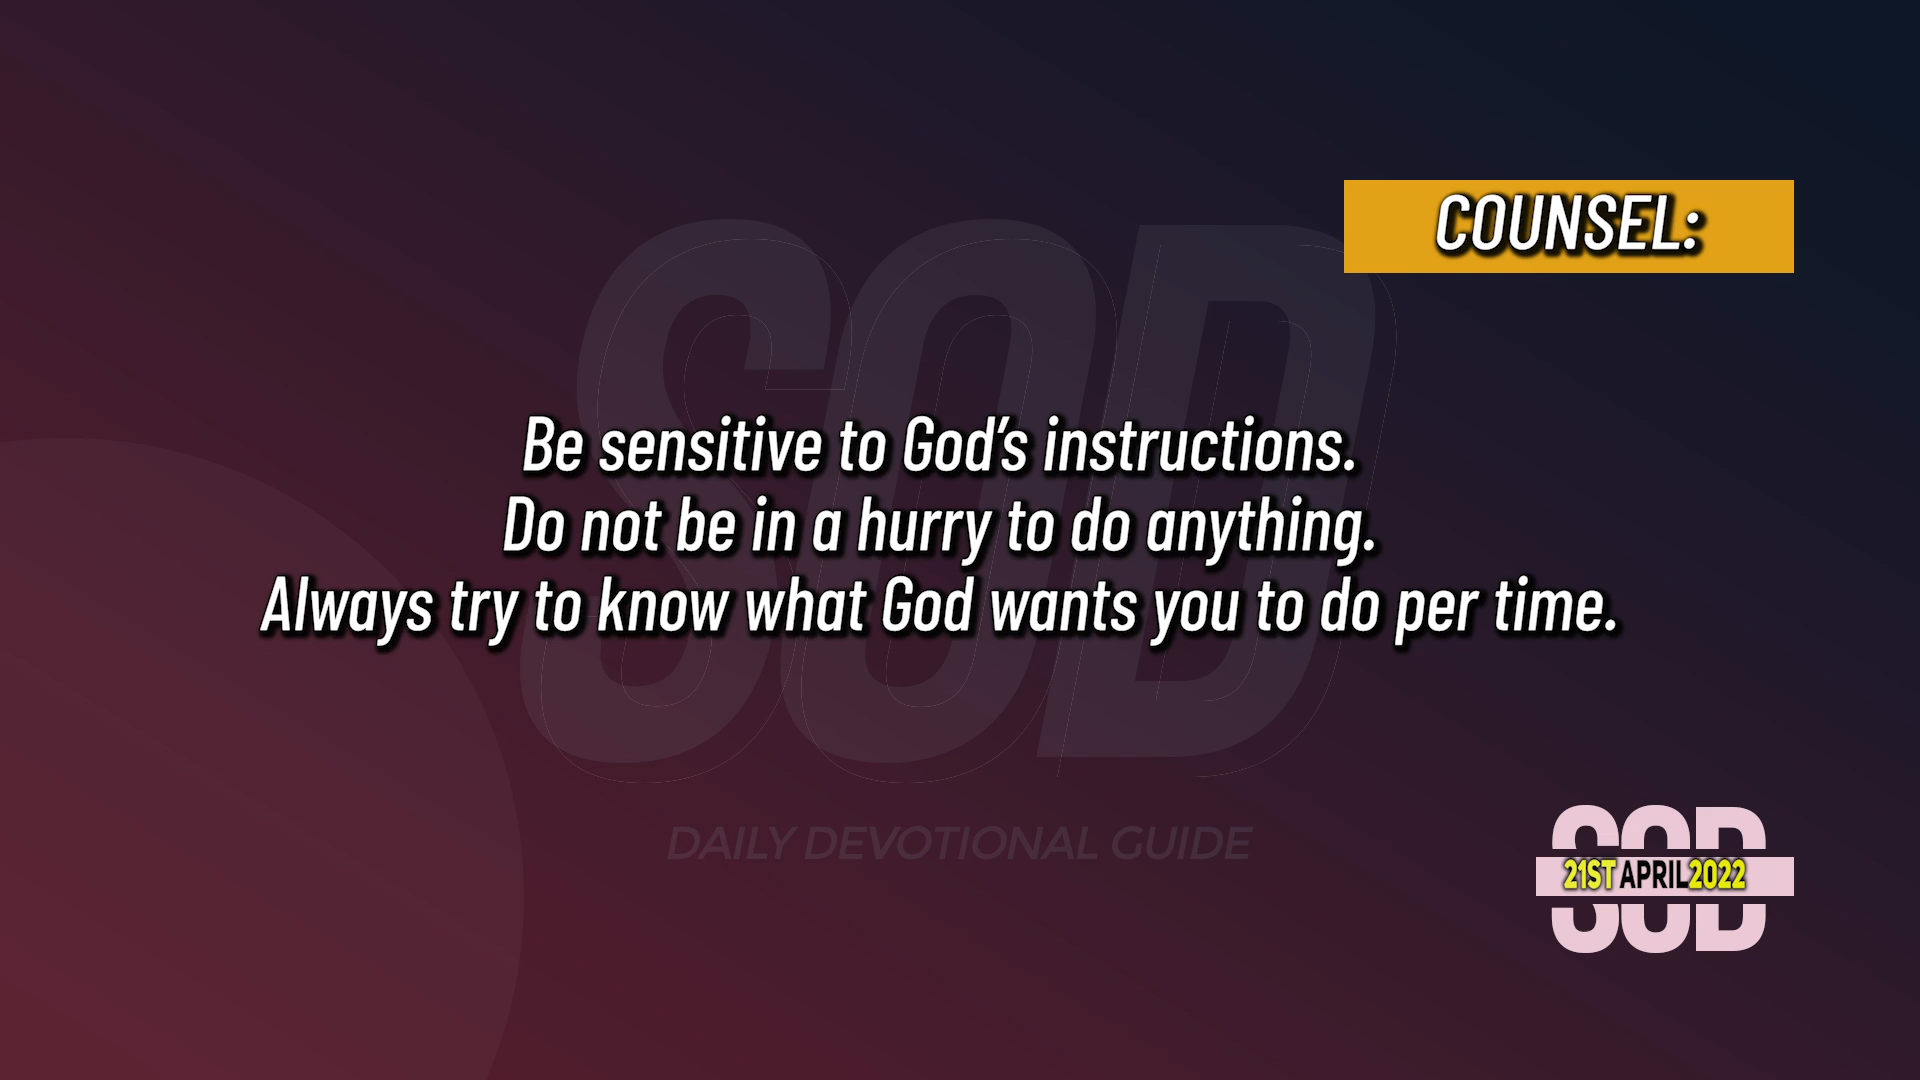 COUNSEL:
Be sensitive to God’s instructions.
Do not be in a hurry to do anything.
Always try to know what God wants you to do per time.
SOD
DAILY DEVOTIONAL GUIDE
SOD
21ST APRIL 2022